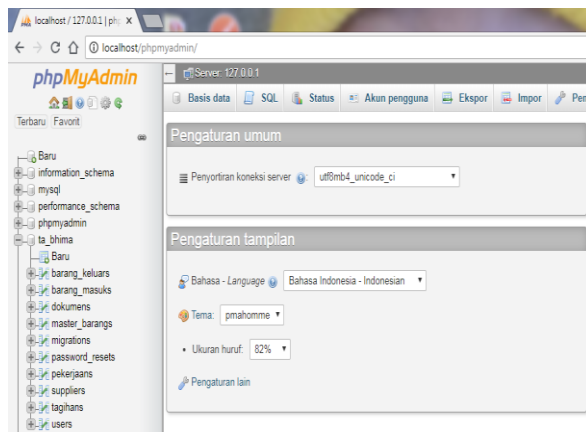 localhost / 127.0.0.1 | ph
localhost/phpmyadmin/
phpMyAdmin
Terbaru Favorit
Baru
information_schema
mysql
performance_schema
phpmyadmin
ta_bhima
Baru
barang_keluars
barang_masuks
dokumens
master_barangs
migrations
password_resets
pekerjaans
suppliers
tagihans
users
Server: 127.0.0.1
Basis data SQL Status Akun pengguna Ekspor Impor Pen
Pengaturan umum
Penyortiran koneksi server : utf8mb4_unicode_ci
Pengaturan tampilan
Bahasa - Language Bahasa Indonesia - Indonesian
Tema: pmahomme
• Ukuran huruf: 82%
Pengaturan lain